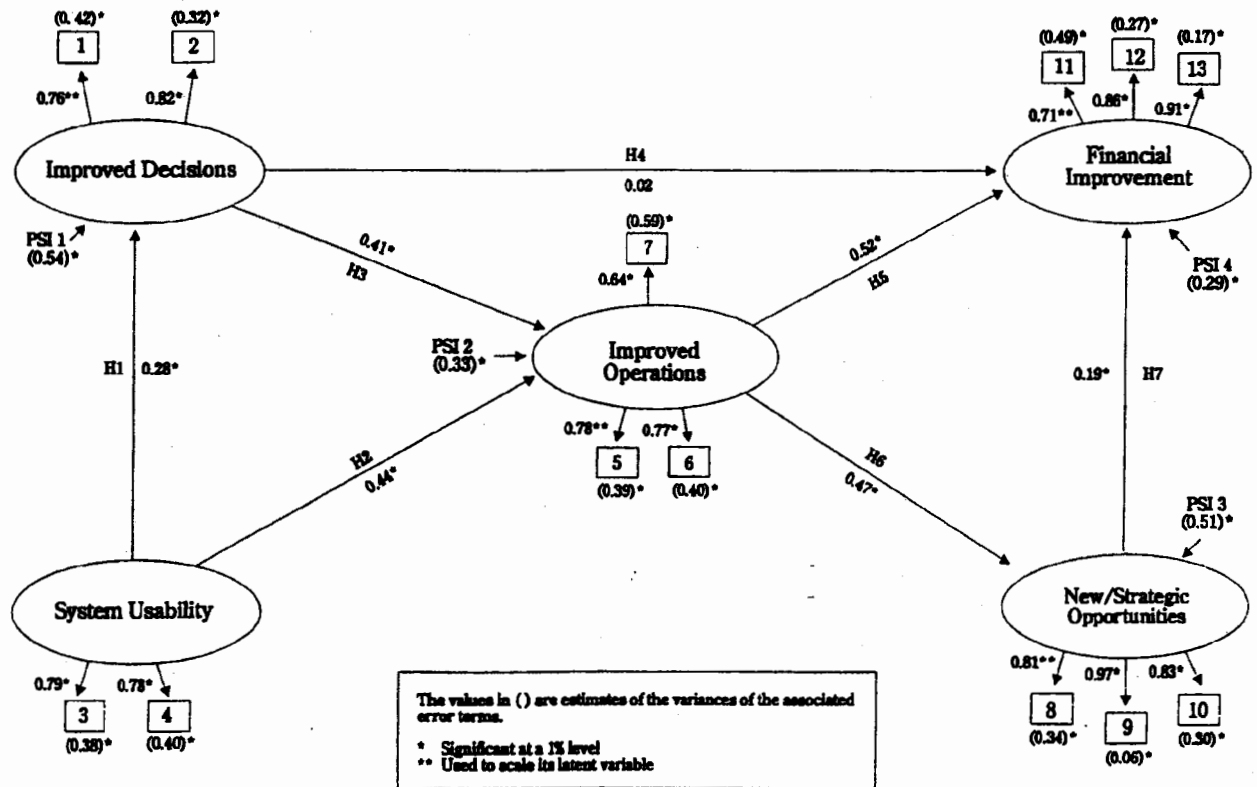 (0.42)*
(0.32)*
1
2
0.76**
0.82*
Improved Decisions
PSI 1
(0.54)*
(0.49)*
(0.27)*
(0.17)*
11
12
13
0.71**
0.86*
0.91*
Financial
Improvement
PSI 4
(0.29)*
H4
0.02
0.41*
H3
(0.59)*
7
0.64*
0.52*
H5
PSI 2
(0.33)*
Improved
Operations
0.78**
0.77*
5
6
(0.39)*
(0.40)*
H1
0.28*
H2
0.44*
H6
0.47*
0.19*
H7
PSI 3
(0.51)*
System Usability
0.79*
0.78*
3
4
(0.38)*
(0.40)*
New/Strategic
Opportunities
0.81**
0.97*
0.83*
8
9
10
(0.34)*
(0.06)*
(0.30)*
The values in () are estimates of the variances of the associated
error terms.
* Significant at a 1% level
** Used to scale its latent variable